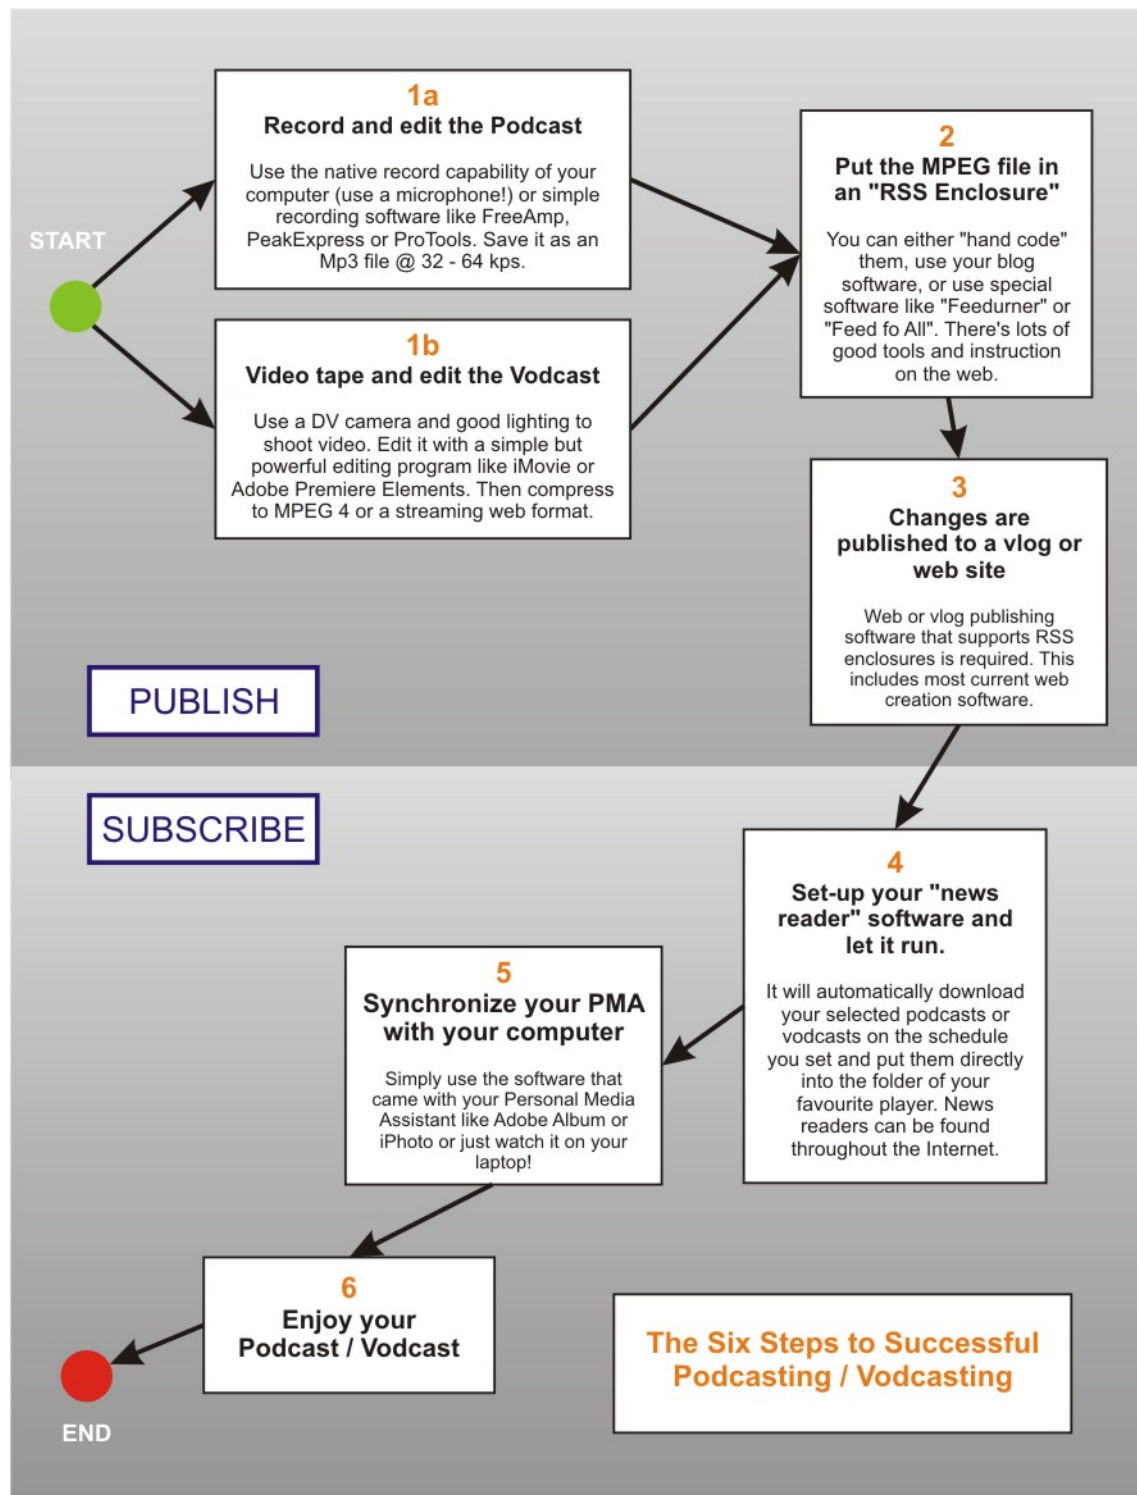 START
1a
Record and edit the Podcast
Use the native record capability of your
computer (use a microphone!) or simple
recording software like FreeAmp,
PeakExpress or ProTools. Save it as an
Mp3 file @ 32 - 64 kps.
1b
Video tape and edit the Vodcast
Use a DV camera and good lighting to
shoot video. Edit it with a simple but
powerful editing program like iMovie or
Adobe Premiere Elements. Then compress
to MPEG 4 or a streaming web format.
2
Put the MPEG file in
an "RSS Enclosure"
You can either "hand code"
them, use your blog
software, or use special
software like "Feedurner" or
"Feed fo All". There's lots of
good tools and instruction
on the web.
3
Changes are
published to a vlog or
web site
Web or vlog publishing
software that supports RSS
enclosures is required. This
includes most current web
creation software.
PUBLISH
SUBSCRIBE
4
Set-up your "news
reader" software and
let it run.
It will automatically download
your selected podcasts or
vodcasts on the schedule
you set and put them directly
into the folder of your
favourite player. News
readers can be found
throughout the Internet.
5
Synchronize your PMA
with your computer
Simply use the software that
came with your Personal Media
Assistant like Adobe Album or
iPhoto or just watch it on your
laptop!
6
Enjoy your
Podcast / Vodcast
END
The Six Steps to Successful
Podcasting / Vodcasting